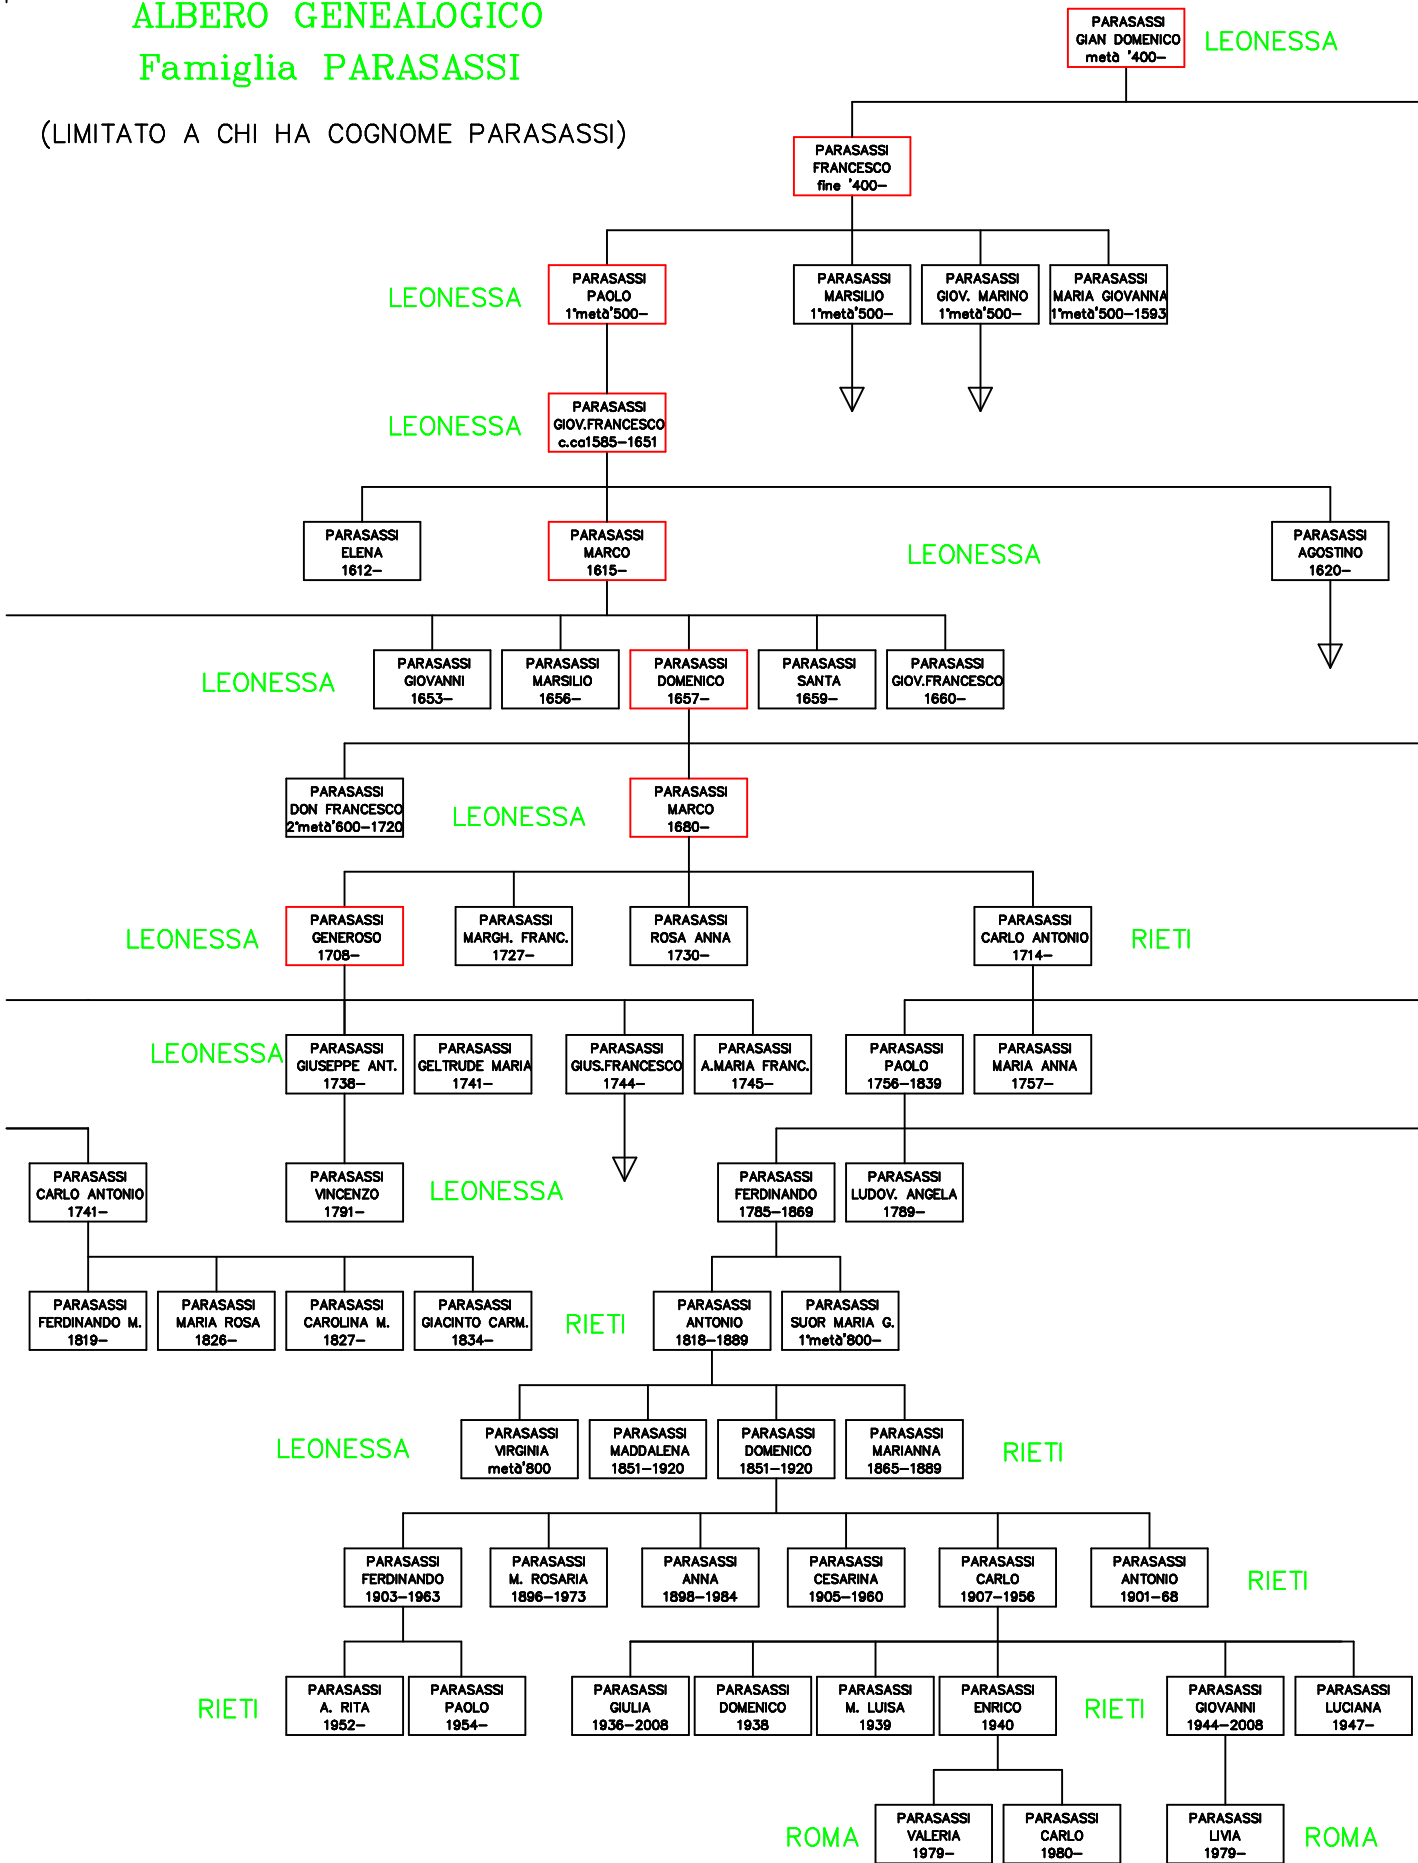 ALBERO GENEALOGICO
Famiglia PARASASSI
(LIMITATO A CHI HA COGNOME PARASASSI)
PARASASSI
GIAN DOMENICO
metà '400–
LEONESSA
PARASASSI
FRANCESCO
fine '400–
LEONESSA
PARASASSI
PAOLO
1°metà'500–
PARASASSI
MARSILIO
1°metà'500–
PARASASSI
GIOV. MARINO
1°metà'500–
PARASASSI
MARIA GIOVANNA
1°metà'500–1593
LEONESSA
PARASASSI
GIOV.FRANCESCO
c.ca1585–1651
PARASASSI
ELENA
1612–
PARASASSI
MARCO
1615–
LEONESSA
PARASASSI
AGOSTINO
1620–
LEONESSA
PARASASSI
GIOVANNI
1653–
PARASASSI
MARSILIO
1656–
PARASASSI
DOMENICO
1657–
PARASASSI
SANTA
1659–
PARASASSI
GIOV.FRANCESCO
1660–
PARASASSI
DON FRANCESCO
2°metà'600–1720
LEONESSA
PARASASSI
MARCO
1680–
LEONESSA
PARASASSI
GENEROSO
1708–
PARASASSI
MARGH. FRANC.
1727–
PARASASSI
ROSA ANNA
1730–
PARASASSI
CARLO ANTONIO
1714–
RIETI
LEONESSA
PARASASSI
GIUSEPPE ANT.
1738–
PARASASSI
GELTRUDE MARIA
1741–
PARASASSI
GIUS.FRANCESCO
1744–
PARASASSI
A.MARIA FRANC.
1745–
PARASASSI
PAOLO
1756–1839
PARASASSI
MARIA ANNA
1757–
PARASASSI
CARLO ANTONIO
1741–
PARASASSI
VINCENZO
1791–
LEONESSA
PARASASSI
FERDINANDO
1785–1869
PARASASSI
LUDOV. ANGELA
1789–
PARASASSI
FERDINANDO M.
1819–
PARASASSI
MARIA ROSA
1826–
PARASASSI
CAROLINA M.
1827–
PARASASSI
GIACINTO CARM.
1834–
RIETI
PARASASSI
ANTONIO
1818–1889
PARASASSI
SUOR MARIA G.
1°metà'800–
LEONESSA
PARASASSI
VIRGINIA
metà'800
PARASASSI
MADDALENA
1851–1920
PARASASSI
DOMENICO
1851–1920
PARASASSI
MARIANNA
1865–1889
RIETI
PARASASSI
FERDINANDO
1903–1963
PARASASSI
M. ROSARIA
1896–1973
PARASASSI
ANNA
1898–1984
PARASASSI
CESARINA
1905–1960
PARASASSI
CARLO
1907–1956
PARASASSI
ANTONIO
1901–68
RIETI
RIETI
PARASASSI
A. RITA
1952–
PARASASSI
PAOLO
1954–
PARASASSI
GIULIA
1936–2008
PARASASSI
DOMENICO
1938
PARASASSI
M. LUISA
1939
PARASASSI
ENRICO
1940
RIETI
PARASASSI
GIOVANNI
1944–2008
PARASASSI
LUCIANA
1947–
ROMA
PARASASSI
VALERIA
1979–
PARASASSI
CARLO
1980–
PARASASSI
LIVIA
1979–
ROMA